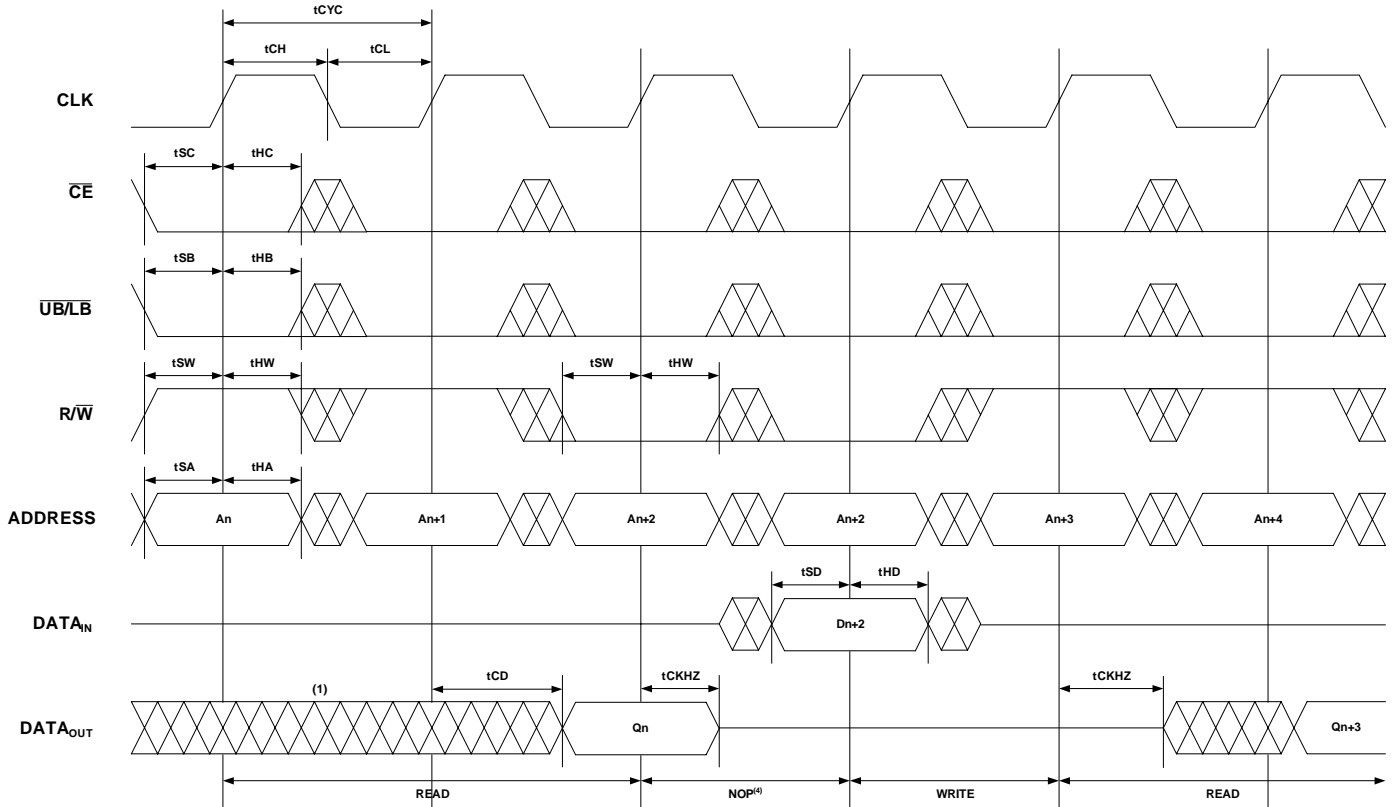 tCYC
tCH tCL
CLK
tSC tHC
CE
tSB tHB
UB/LB
tSW tHW tSW tHW
R/W
tSA tHA
ADDRESS An An+1 An+2 An+2 An+3 An+4
tSD tHD
DATAIN Dn+2
(1) tCD tCKHZ tCKHZ
DATAOUT Qn Qn+3
READ NOP(4) WRITE READ